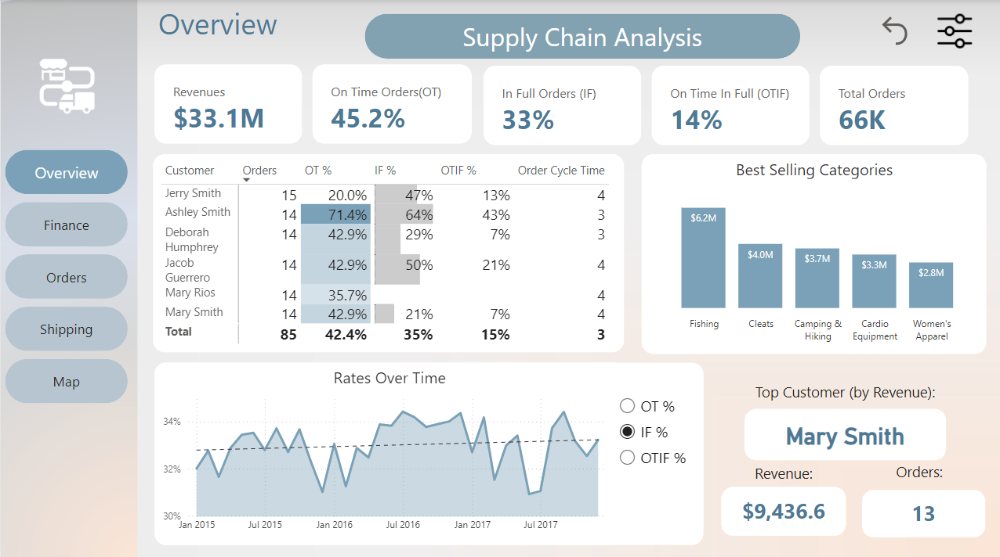 Overview
Supply Chain Analysis
Revenues
$33.1M
On Time Orders(OT)
45.2%
In Full Orders (IF)
33%
On Time In Full (OTIF)
14%
Total Orders
66K
Overview
Finance
Orders
Shipping
Map
Customer Orders OT % IF % OTIF % Order Cycle Time
Jerry Smith 15 20.0% 47% 13% 4
Ashley Smith 14 71.4% 64% 43% 3
Deborah 14 42.9% 29% 7% 3
Humphrey
Jacob 14 42.9% 50% 21% 4
Guerrero
Mary Rios 14 35.7% 4
Mary Smith 14 42.9% 21% 7% 4
Total 85 42.4% 35% 15% 3
Best Selling Categories
$6.2M
$4.0M
$3.7M
$3.3M
$2.8M
Fishing Cleats Camping & Cardio Women's
Hiking Equipment Apparel
Rates Over Time
34%
32%
30%
Jan 2015 Jul 2015 Jan 2016 Jul 2016 Jan 2017 Jul 2017
OT %
IF %
OTIF %
Top Customer (by Revenue):
Mary Smith
Revenue: Orders:
$9,436.6 13